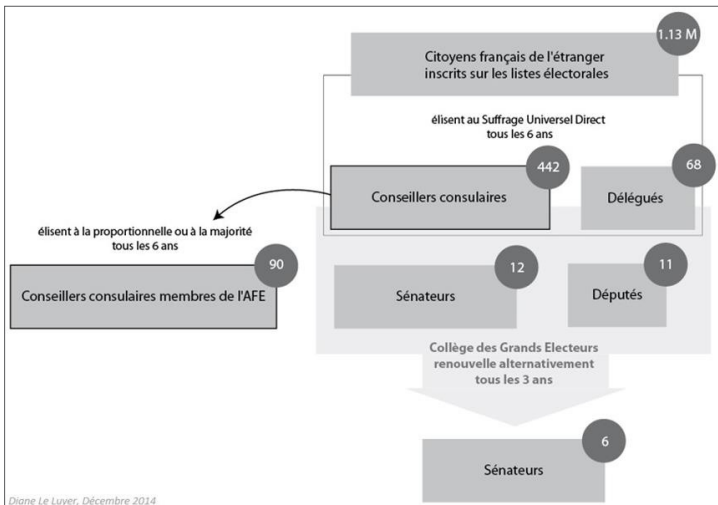 1.13 M
Citoyens français de l'étranger
inscrits sur les listes électorales
élisent au Suffrage Universel Direct
tous les 6 ans
442
Conseillers consulaires
68
Délégués
élisent à la proportionnelle ou à la majorité
tous les 6 ans
90
Conseillers consulaires membres de l'AFE
12
Sénateurs
11
Députés
Collège des Grands Electeurs
renouvelle alternativement
tous les 3 ans
6
Sénateurs
Diane Le Luyer, Décembre 2014